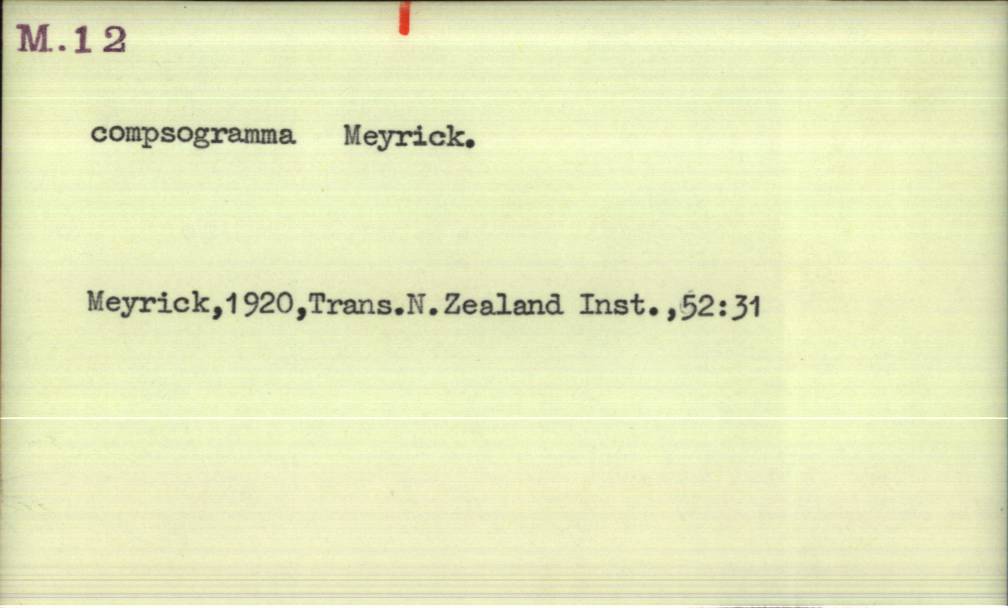 M.12
compsogramma Meyrick.
Meyrick,1920,Trans.N.Zealand Inst.,52:31